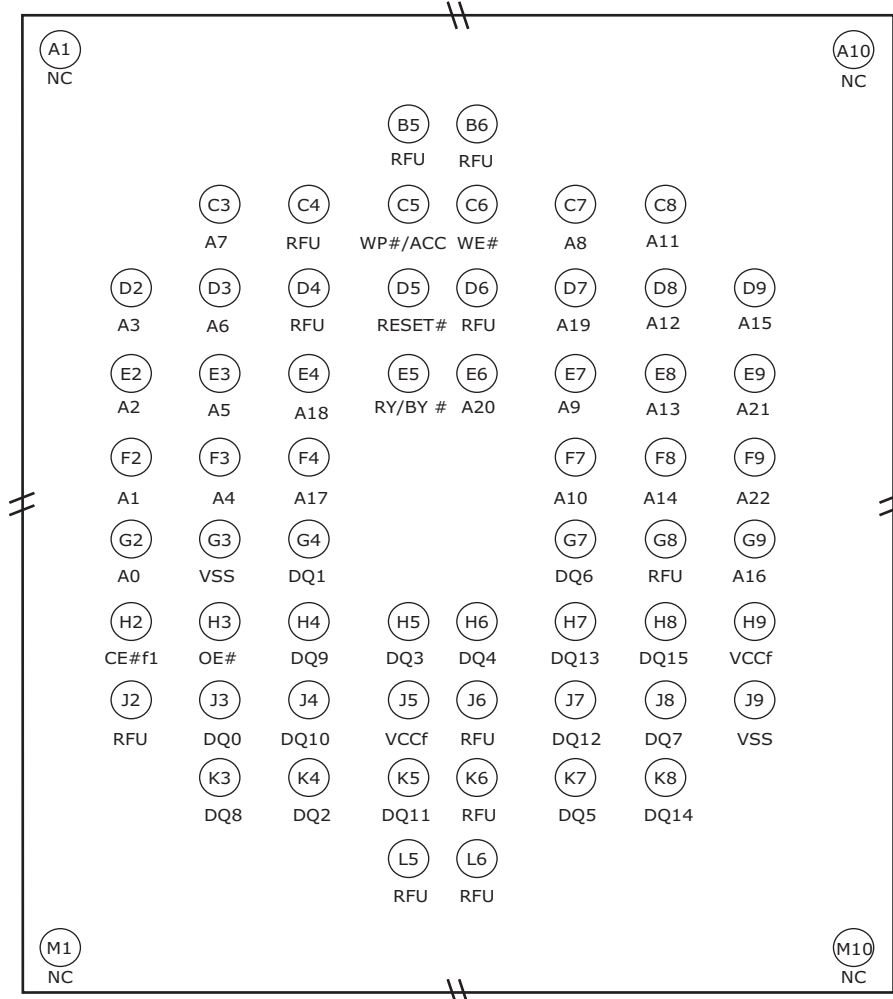 A1 A10
NC NC
B5 B6
RFU RFU
C3 C4 C5 C6 C7 C8
A7 RFU WP#/ACC WE# A8 A11
D2 D3 D4 D5 D6 D7 D8 D9
A3 A6 RFU RESET# RFU A19 A12 A15
E2 E3 E4 E5 E6 E7 E8 E9
A2 A5 A18 RY/BY # A20 A9 A13 A21
F2 F3 F4 F7 F8 F9
A1 A4 A17 A10 A14 A22
G2 G3 G4 G7 G8 G9
A0 VSS DQ1 DQ6 RFU A16
H2 H3 H4 H5 H6 H7 H8 H9
CE#f1 OE# DQ9 DQ3 DQ4 DQ13 DQ15 VCCf
J2 J3 J4 J5 J6 J7 J8 J9
RFU DQ0 DQ10 VCCf RFU DQ12 DQ7 VSS
K3 K4 K5 K6 K7 K8
DQ8 DQ2 DQ11 RFU DQ5 DQ14
L5 L6
RFU RFU
M1 M10
NC NC